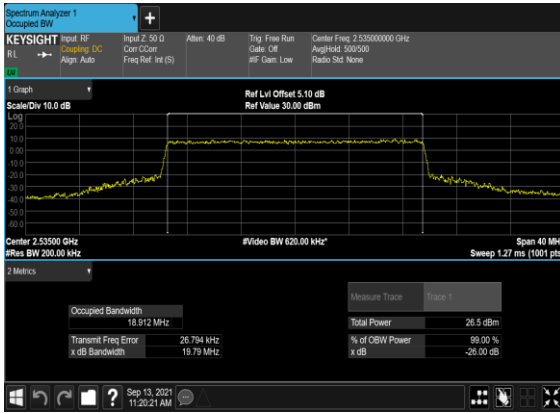 Spectrum Analyzer 1
Occupied BW
+
KEYSIGHT
RL
LV
Input: RF
Coupling: DC
Align: Auto
Input Z: 50 Ω
Corr CCorr
Freq Ref: Int (S)
Atten: 40 dB
Trig: Free Run
Gate: Off
#IF Gain: Low
Center Freq: 2.535000000 GHz
Avg|Hold: 500/500
Radio Std: None
1 Graph
Scale/Div 10.0 dB
Ref Lvl Offset 5.10 dB
Ref Value 30.00 dBm
Log
20.0
10.0
0.00
-10.0
-20.0
-30.0
-40.0
-50.0
-60.0
Center 2.53500 GHz
#Res BW 200.00 kHz
#Video BW 620.00 kHz*
Span 40 MH
Sweep 1.27 ms (1001 pts
2 Metrics
Measure Trace Trace 1
Occupied Bandwidth
18.912 MHz
Total Power 26.5 dBm
Transmit Freq Error 26.794 kHz
% of OBW Power 99.00 %
x dB Bandwidth 19.79 MHz
x dB -26.00 dB
?
Sep 13, 2021
11:20:21 AM